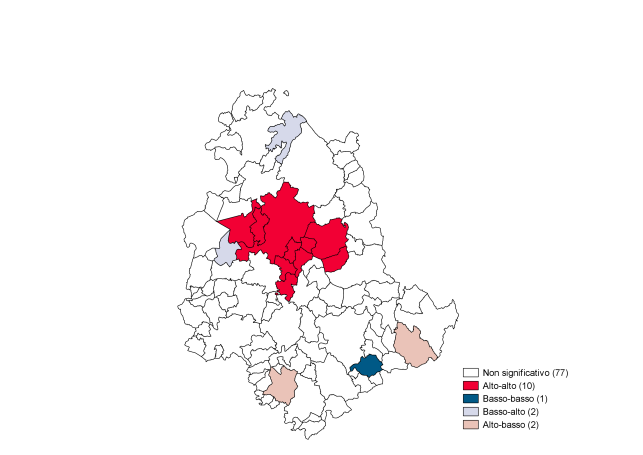 Non significativo (77)
Alto-alto (10)
Basso-basso (1)
Basso-alto (2)
Alto-basso (2)